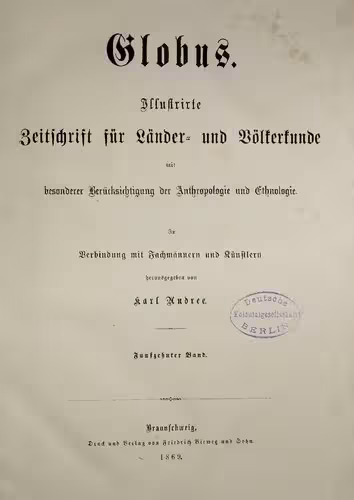 Globus.
Illustrirte
Zeitschrift für Länder- und Völkerkunde
mit
besonderer Berücksichtigung der Anthropologie und Ethnologie.
In
Verbindung mit Fachmännern und Künstlern
herausgegeben von
Karl Andree.
Deutsche
Kolonialgesellschaft
BERLIN
Funfzehnter Band.
Braunschweig,
Druck und Verlag von Friedrich Vieweg und Sohn.
1869.